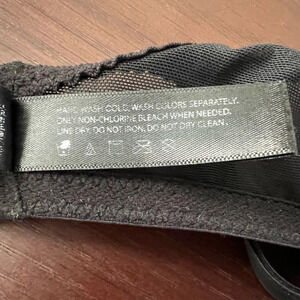 HAND WASH COLD, WASH COLORS SEPARATELY.
ONLY NON-CHLORINE BLEACH WHEN NEEDED.
LINE DRY. DO NOT IRON. DO NOT DRY CLEAN.